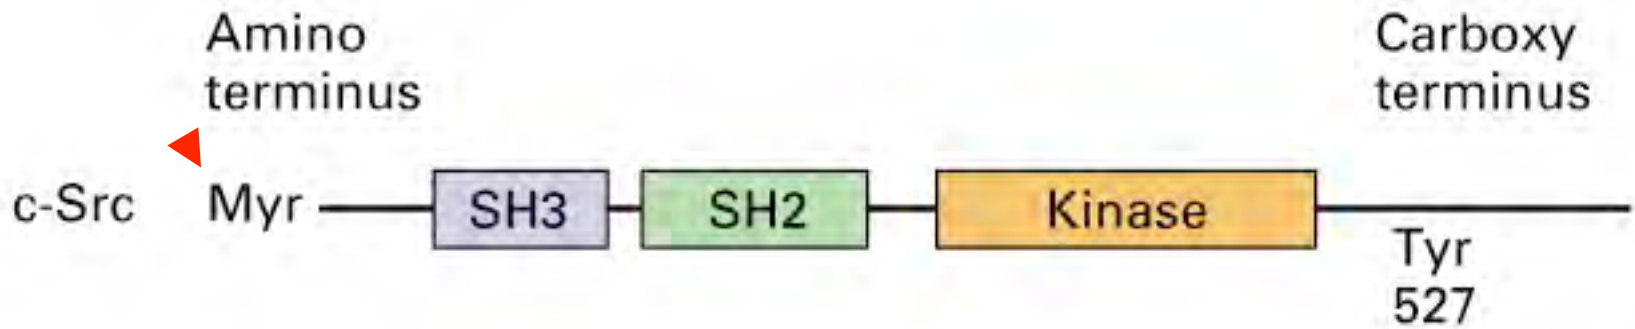 Amino
terminus
Carboxy
terminus
c-Src Myr SH3 SH2 Kinase
Tyr
527